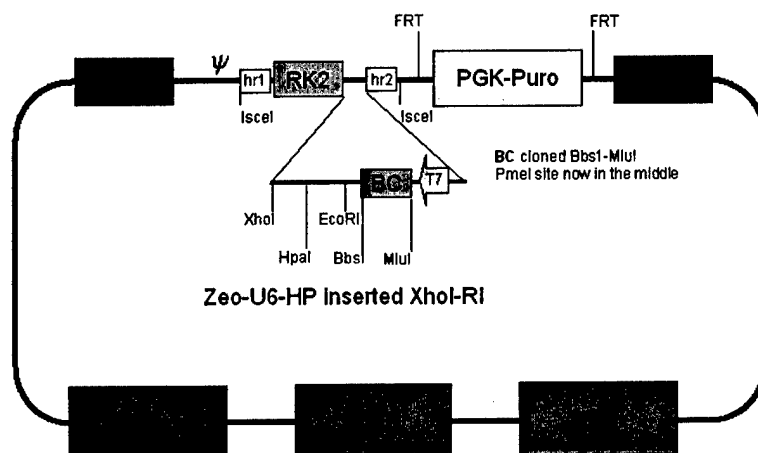 FRT
FRT
ψ
hr1
RK2
hr2
PGK-Puro
IsceI
IsceI
BC cloned Bbs1-MluI
PmeI site now in the middle
BC
T7
XhoI
EcoRI
HpaI
BbsI
MluI
Zeo-U6-HP inserted XhoI-RI